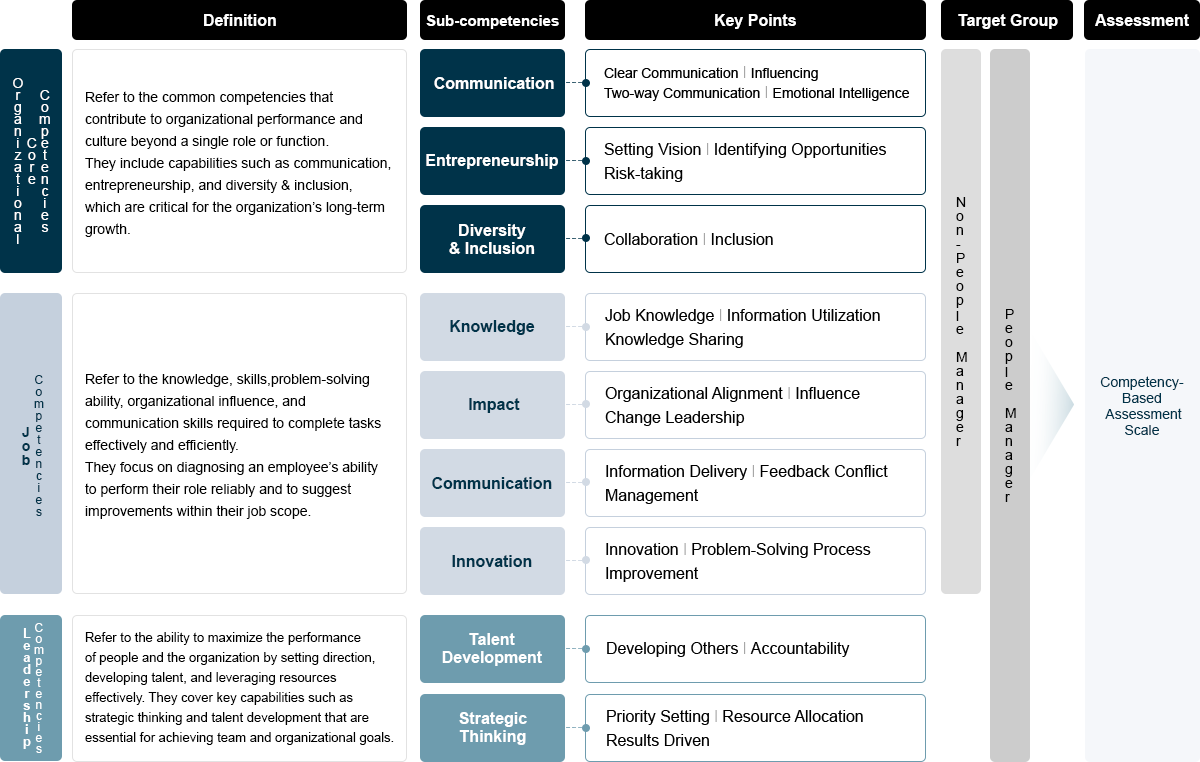 Definition
Sub-competencies
Key Points
Target Group
Assessment
Organizational
Core
Competencies
Refer to the common competencies that
contribute to organizational performance and
culture beyond a single role or function.
They include capabilities such as communication,
entrepreneurship, and diversity & inclusion,
which are critical for the organization’s long-term
growth.
Communication
Clear Communication | Influencing
Two-way Communication | Emotional Intelligence
Entrepreneurship
Setting Vision | Identifying Opportunities
Risk-taking
Diversity
& Inclusion
Collaboration | Inclusion
Job
Competencies
Refer to the knowledge, skills,problem-solving
ability, organizational influence, and
communication skills required to complete tasks
effectively and efficiently.
They focus on diagnosing an employee’s ability
to perform their role reliably and to suggest
improvements within their job scope.
Knowledge
Job Knowledge | Information Utilization
Knowledge Sharing
Impact
Organizational Alignment | Influence
Change Leadership
Communication
Information Delivery | Feedback Conflict
Management
Innovation
Innovation | Problem-Solving Process
Improvement
Leadership
Competencies
Refer to the ability to maximize the performance
of people and the organization by setting direction,
developing talent, and leveraging resources
effectively. They cover key capabilities such as
strategic thinking and talent development that are
essential for achieving team and organizational goals.
Talent
Development
Developing Others | Accountability
Strategic
Thinking
Priority Setting | Resource Allocation
Results Driven
Non-People Manager
People Manager
Competency-
Based
Assessment
Scale